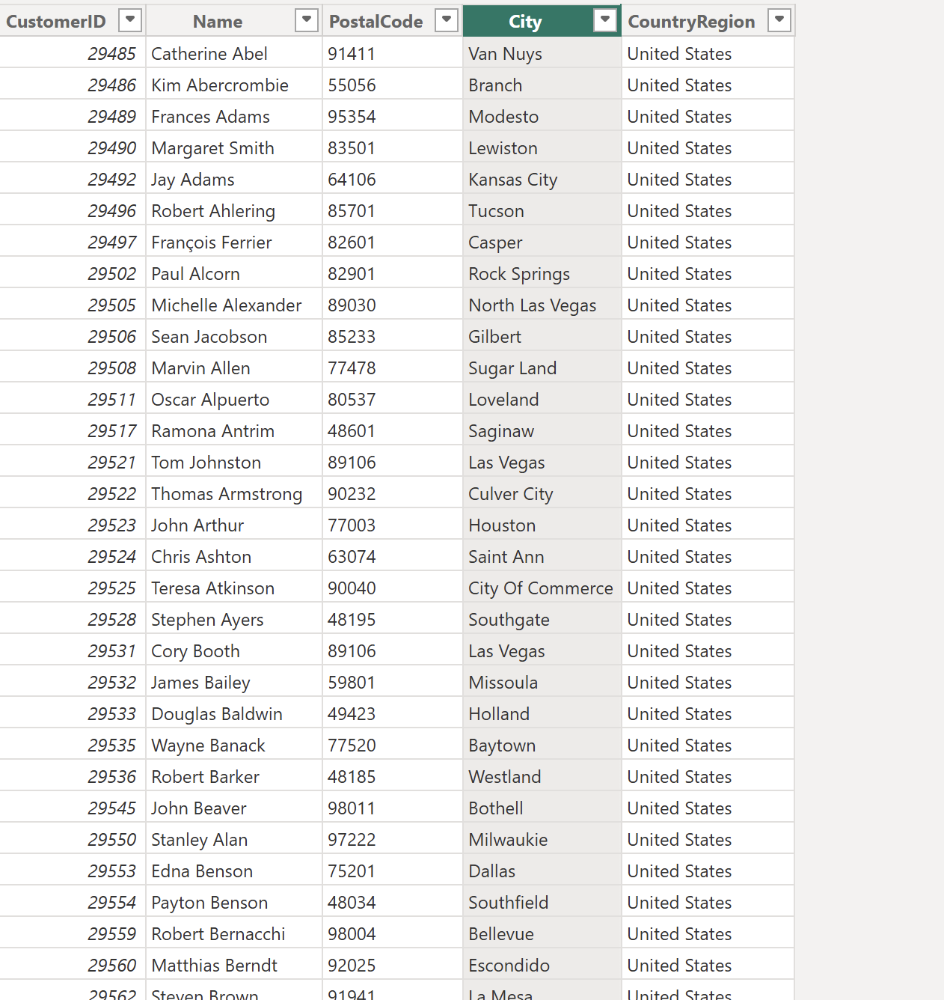 CustomerID Name PostalCode City CountryRegion
29485 Catherine Abel 91411 Van Nuys United States
29486 Kim Abercrombie 55056 Branch United States
29489 Frances Adams 95354 Modesto United States
29490 Margaret Smith 83501 Lewiston United States
29492 Jay Adams 64106 Kansas City United States
29496 Robert Ahlering 85701 Tucson United States
29497 François Ferrier 82601 Casper United States
29502 Paul Alcorn 82901 Rock Springs United States
29505 Michelle Alexander 89030 North Las Vegas United States
29506 Sean Jacobson 85233 Gilbert United States
29508 Marvin Allen 77478 Sugar Land United States
29511 Oscar Alpuerto 80537 Loveland United States
29517 Ramona Antrim 48601 Saginaw United States
29521 Tom Johnston 89106 Las Vegas United States
29522 Thomas Armstrong 90232 Culver City United States
29523 John Arthur 77003 Houston United States
29524 Chris Ashton 63074 Saint Ann United States
29525 Teresa Atkinson 90040 City Of Commerce United States
29528 Stephen Ayers 48195 Southgate United States
29531 Cory Booth 89106 Las Vegas United States
29532 James Bailey 59801 Missoula United States
29533 Douglas Baldwin 49423 Holland United States
29535 Wayne Banack 77520 Baytown United States
29536 Robert Barker 48185 Westland United States
29545 John Beaver 98011 Bothell United States
29550 Stanley Alan 97222 Milwaukie United States
29553 Edna Benson 75201 Dallas United States
29554 Payton Benson 48034 Southfield United States
29559 Robert Bernacchi 98004 Bellevue United States
29560 Matthias Berndt 92025 Escondido United States
29562 Steven Brown 91941 La Mesa United States